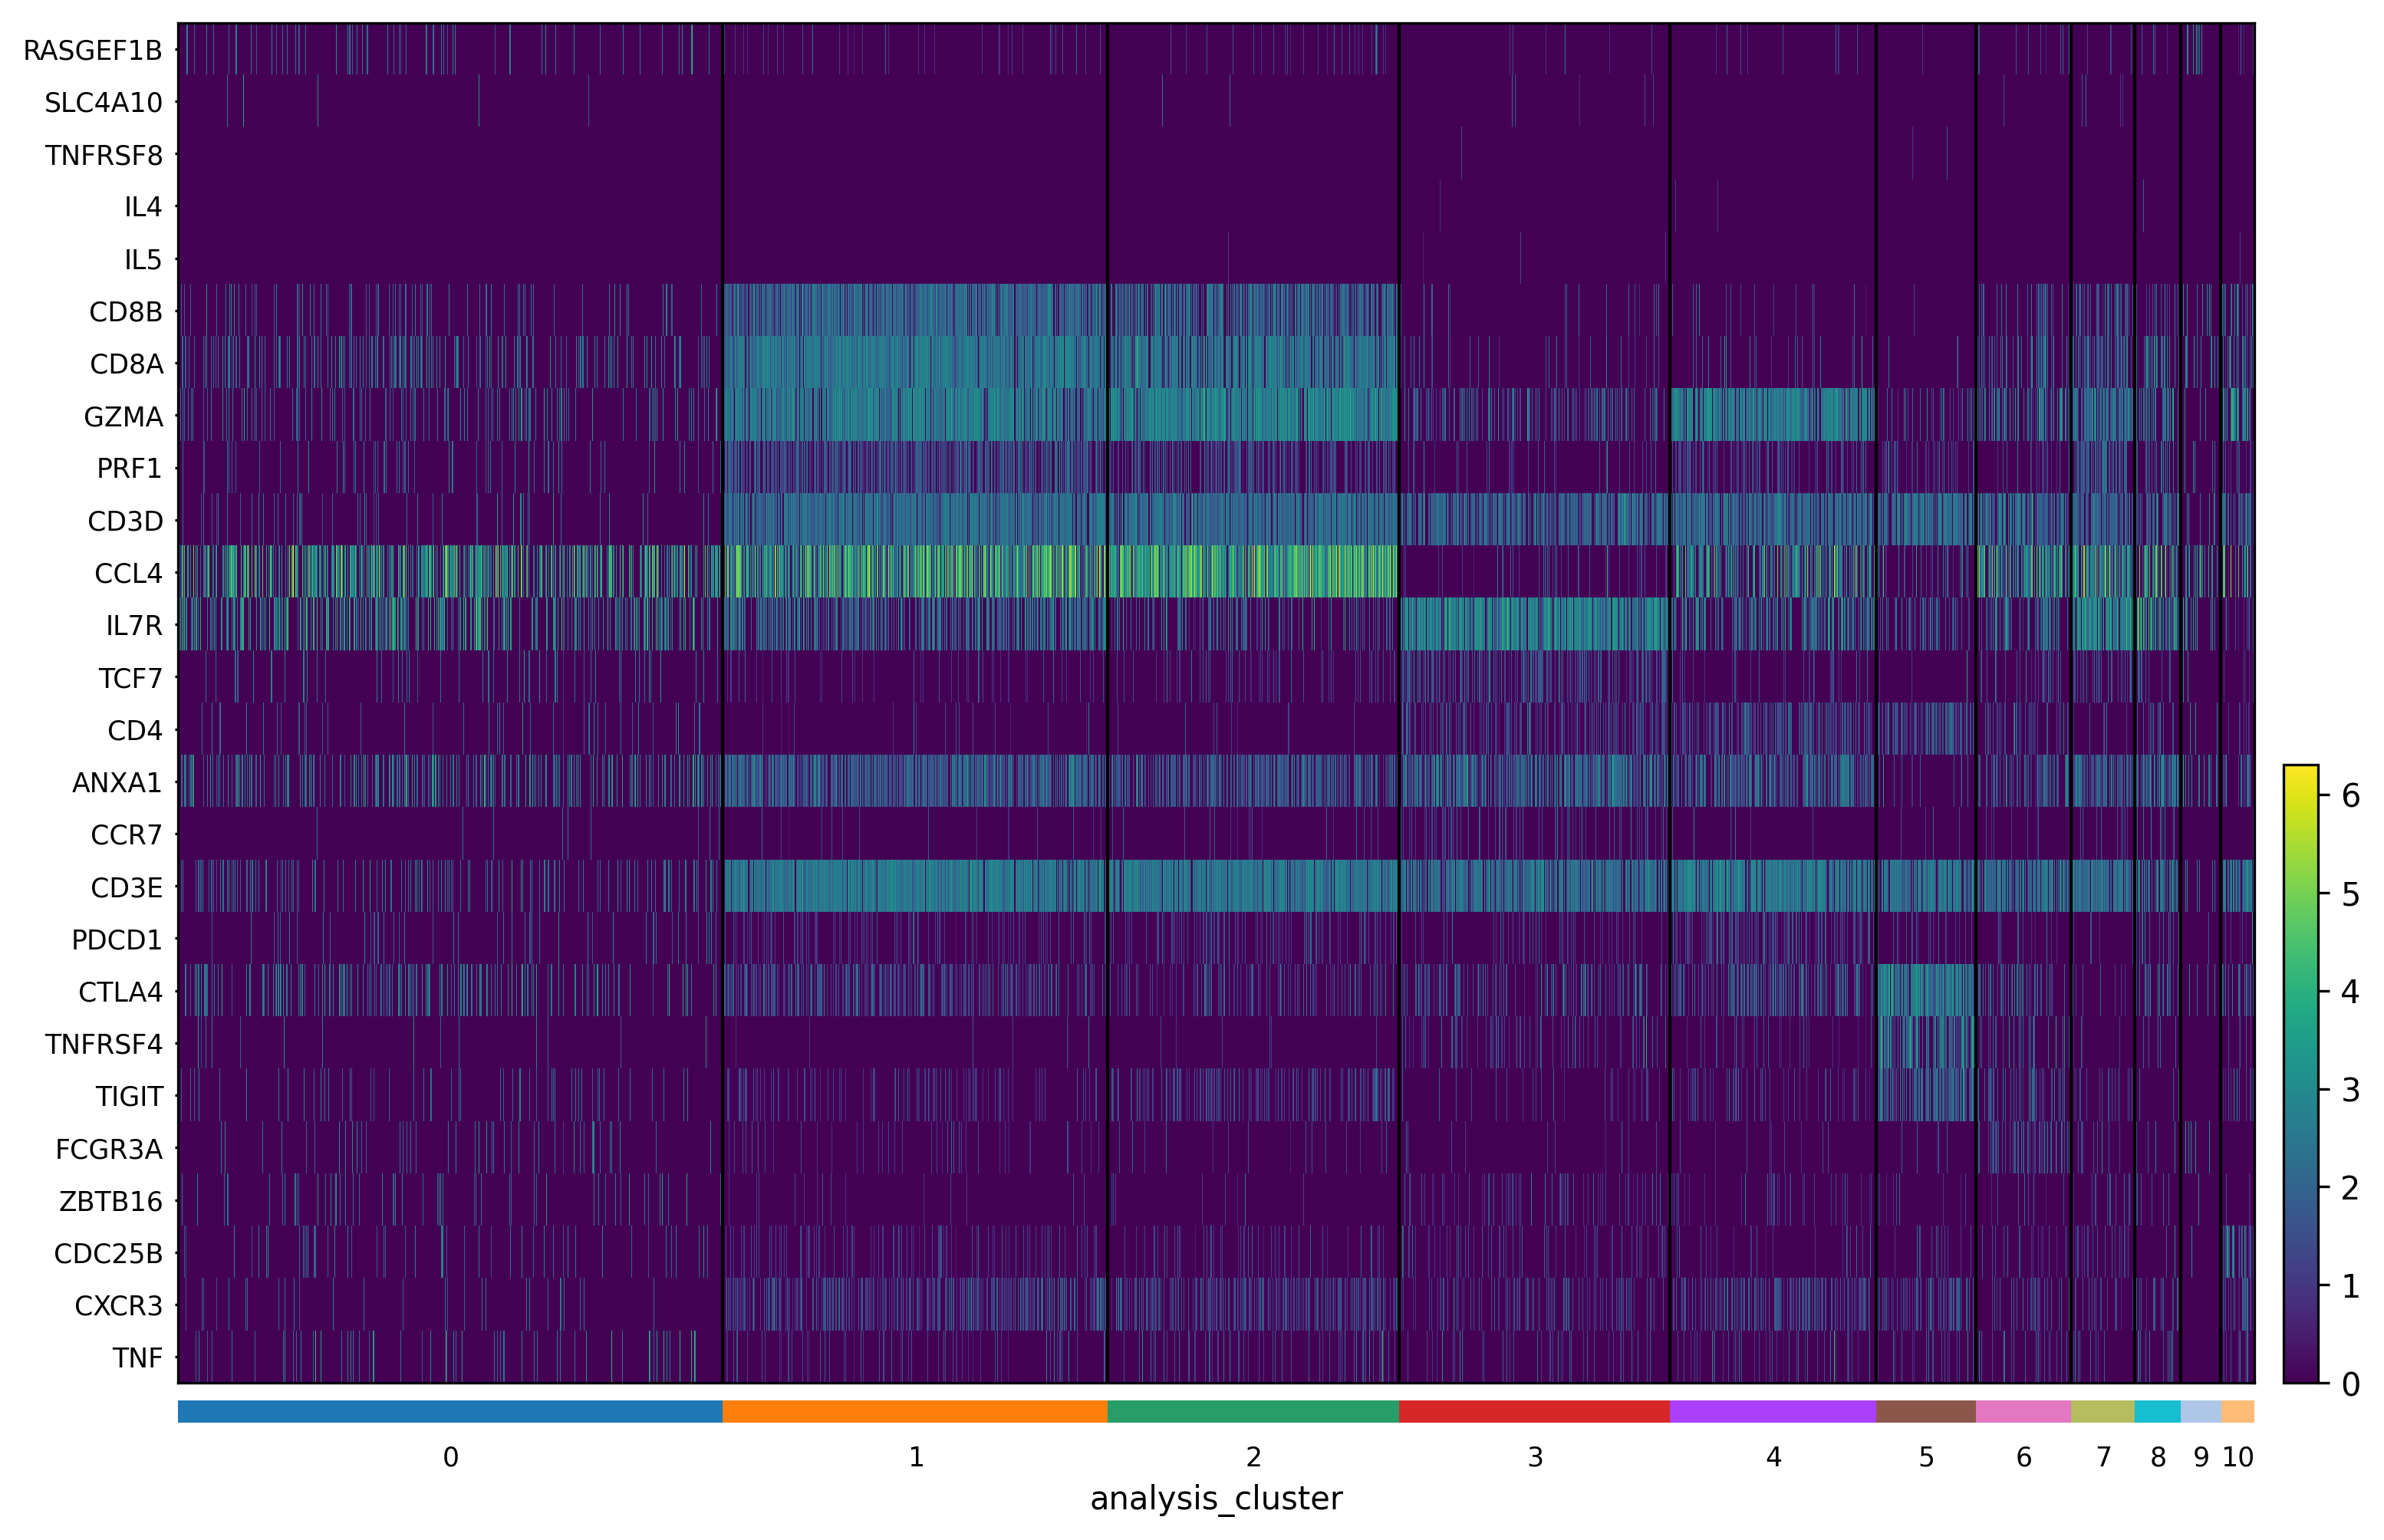 RASGEF1B
SLC4A10
TNFRSF8
IL4
IL5
CD8B
CD8A
GZMA
PRF1
CD3D
CCL4
IL7R
TCF7
CD4
ANXA1
CCR7
CD3E
PDCD1
CTLA4
TNFRSF4
TIGIT
FCGR3A
ZBTB16
CDC25B
CXCR3
TNF
6
5
4
3
2
1
0
0 1 2 3 4 5 6 7 8 9 10
analysis_cluster